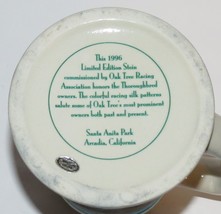 This 1996
Limited Edition Stein
commissioned by Oak Tree Racing
Association honors the Thoroughbred
owners. The colorful racing silk patterns
salute some of Oak Tree's most prominent
owners both past and present.
Santa Anita Park
Arcadia, California